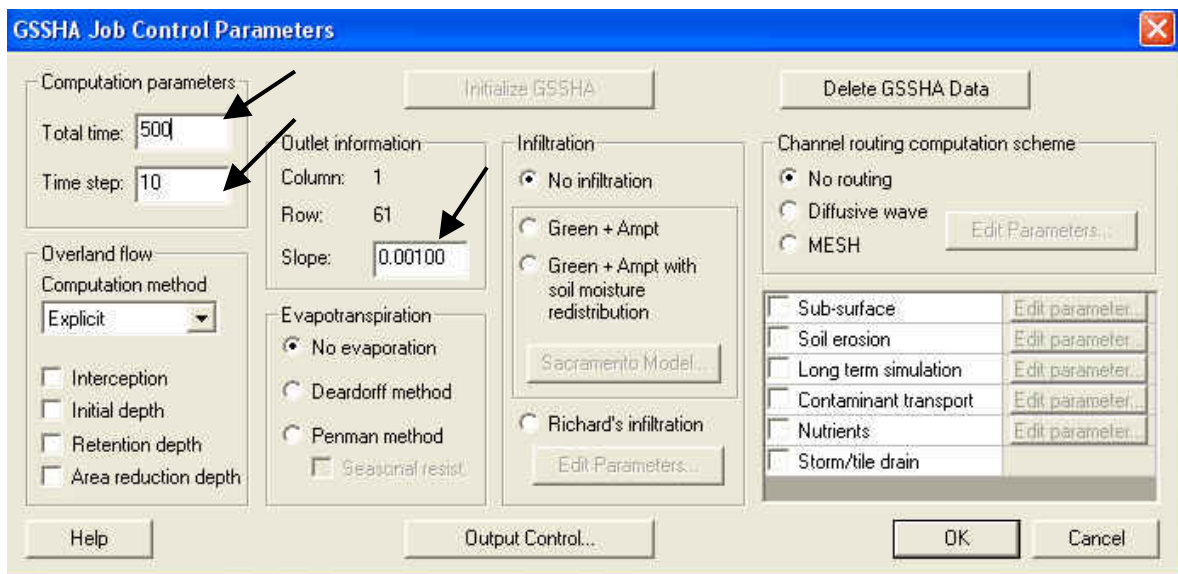 GSSHA Job Control Parameters
Computation parameters
Total time: 500
Time step: 10
Initialize GSSHA
Delete GSSHA Data
Outlet information
Column: 1
Row: 61
Slope: 0.00100
Infiltration
No infiltration
Green + Ampt
Green + Ampt with
soil moisture
redistribution
Sacramento Model...
Richard's infiltration
Edit Parameters...
Channel routing computation scheme
No routing
Diffusive wave
MESH
Edit Parameters...
Overland flow
Computation method
Explicit
Interception
Initial depth
Retention depth
Area reduction depth
Evapotranspiration
No evaporation
Deardorff method
Penman method
Seasonal resist.
Sub-surface Edit parameter...
Soil erosion Edit parameter...
Long term simulation Edit parameter...
Contaminant transport Edit parameter...
Nutrients Edit parameter...
Storm/tile drain
Help
Output Control...
OK
Cancel